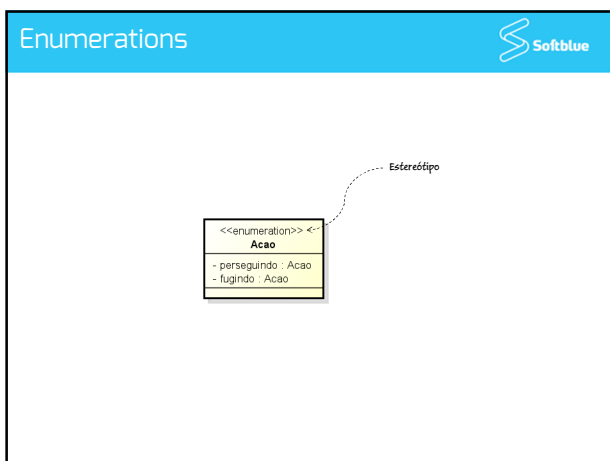 Enumerations
Softblue
Estereótipo
<<enumeration>>
Acao
- perseguindo : Acao
- fugindo : Acao